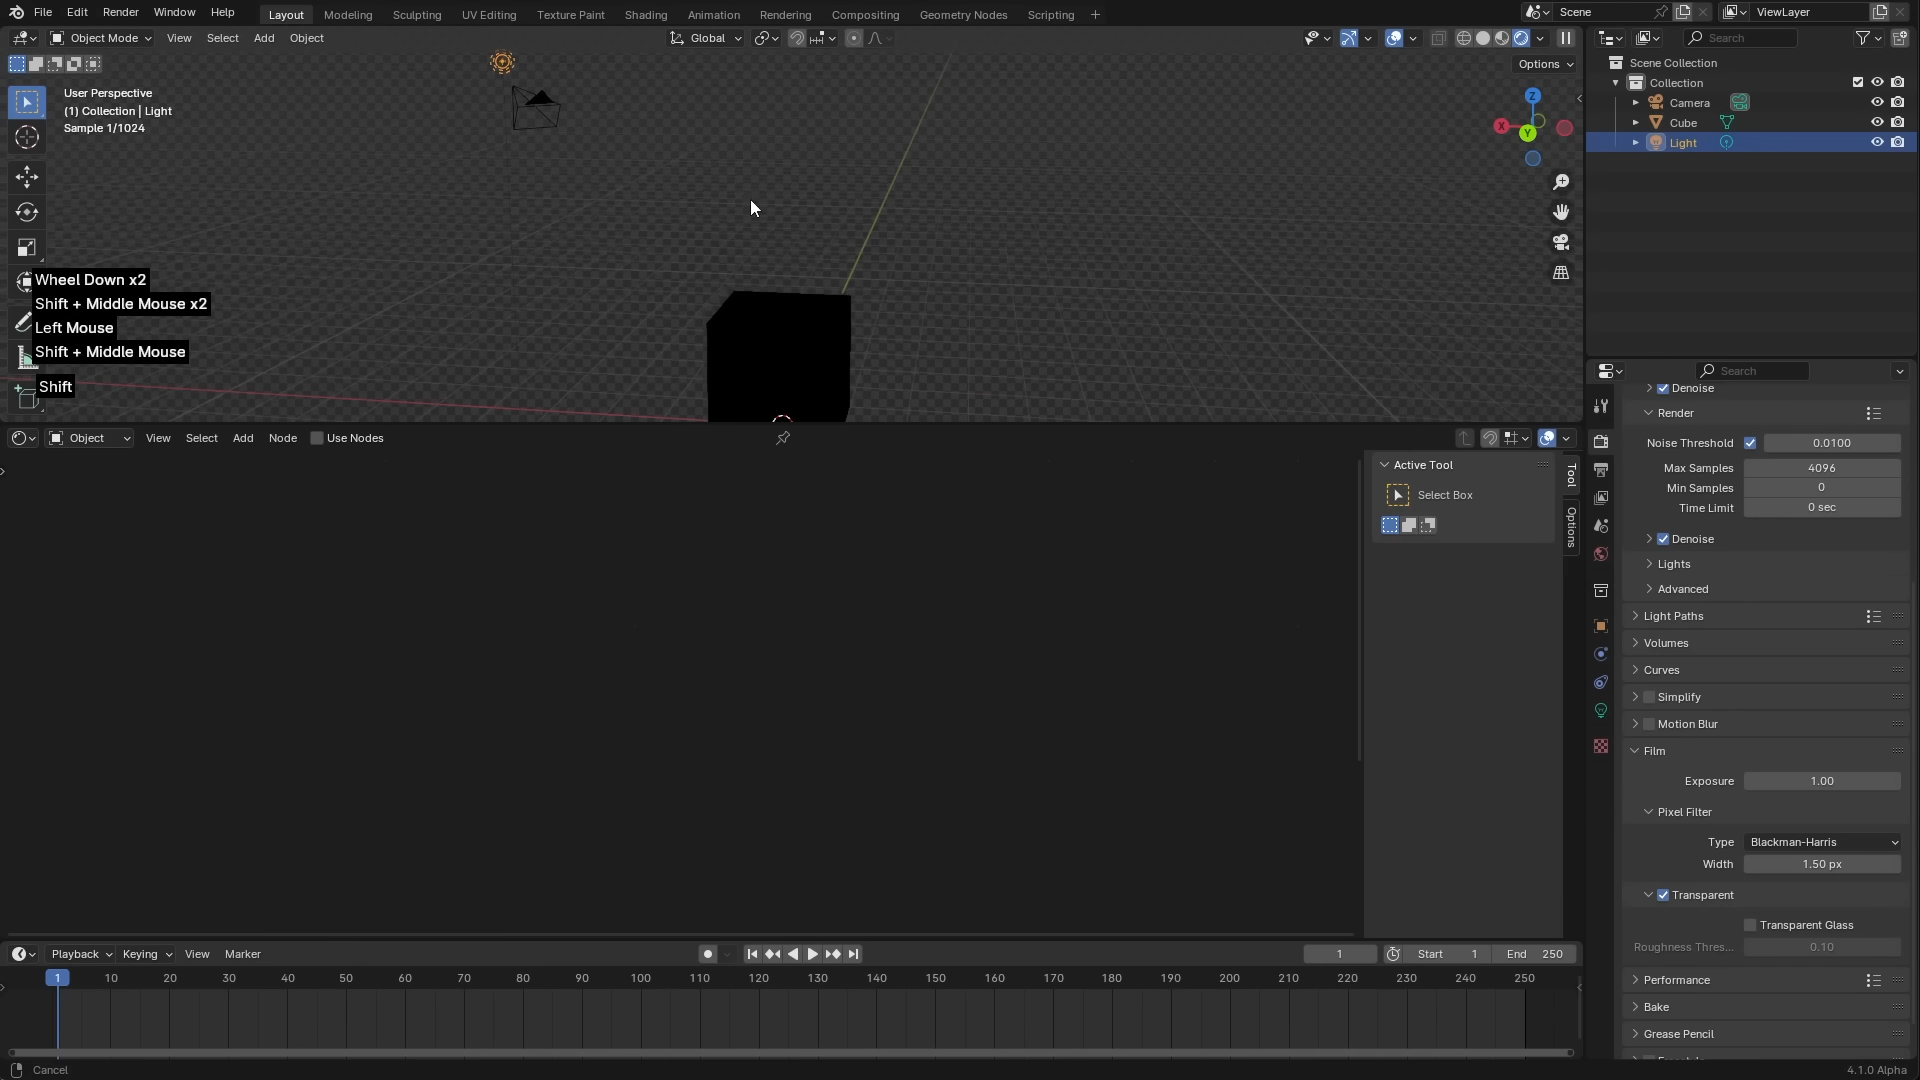 File Edit Render Window Help Layout Modeling Sculpting UV Editing Texture Paint Shading Animation Rendering Compositing Geometry Nodes Scripting + Scene ViewLayer
Object Mode View Select Add Object Global Search
Options
User Perspective
(1) Collection | Light
Sample 1/1024
Z
X
Y
Scene Collection
Collection
Camera
Cube
Light
Wheel Down x2
Shift + Middle Mouse x2
Left Mouse
Shift + Middle Mouse
Shift
Object View Select Add Node Use Nodes
Active Tool
Select Box
Tool
Options
Search
Denoise
Render
Noise Threshold 0.0100
Max Samples 4096
Min Samples 0
Time Limit 0 sec
Denoise
Lights
Advanced
Light Paths
Volumes
Curves
Simplify
Motion Blur
Film
Exposure 1.00
Pixel Filter
Type Blackman-Harris
Width 1.50 px
Transparent
Transparent Glass
Roughness Thres... 0.10
Performance
Bake
Grease Pencil
Playback Keying View Marker 1 Start 1 End 250
1 10 20 30 40 50 60 70 80 90 100 110 120 130 140 150 160 170 180 190 200 210 220 230 240 250
Cancel
4.1.0 Alpha